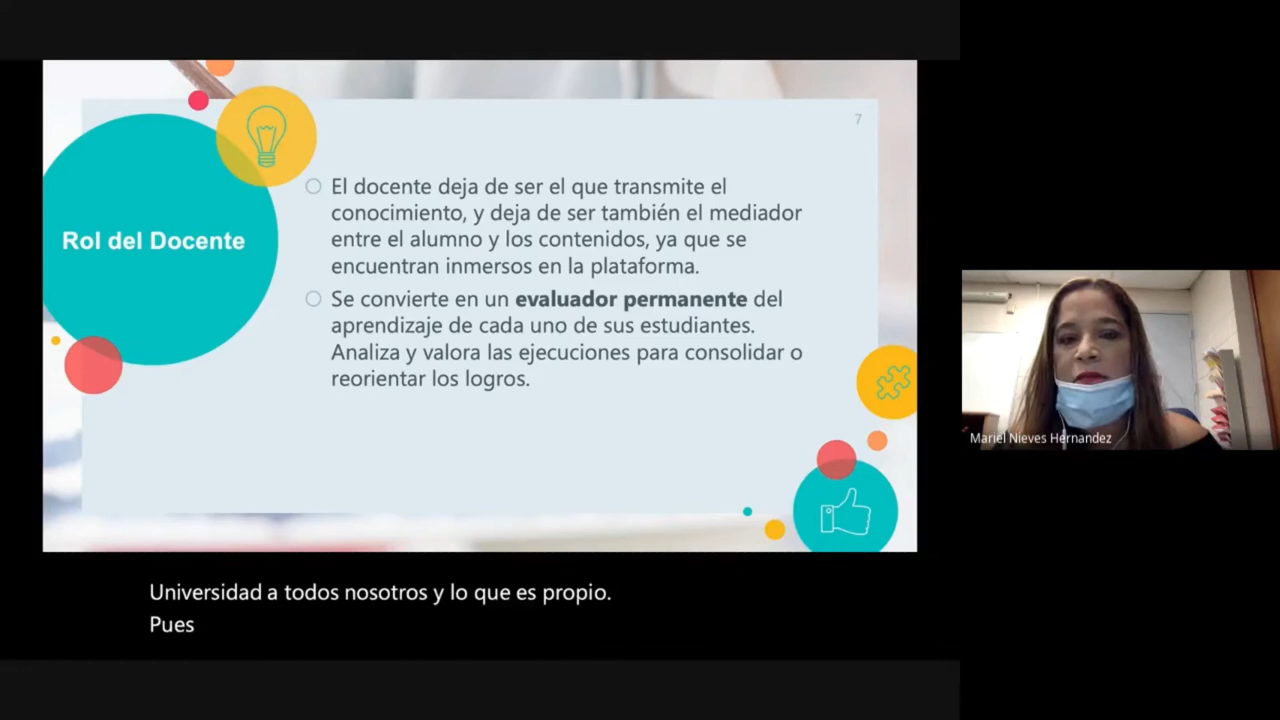 7
Rol del Docente
El docente deja de ser el que transmite el
conocimiento, y deja de ser también el mediador
entre el alumno y los contenidos, ya que se
encuentran inmersos en la plataforma.
Se convierte en un evaluador permanente del
aprendizaje de cada uno de sus estudiantes.
Analiza y valora las ejecuciones para consolidar o
reorientar los logros.
Mariel Nieves Hernandez
Universidad a todos nosotros y lo que es propio.
Pues